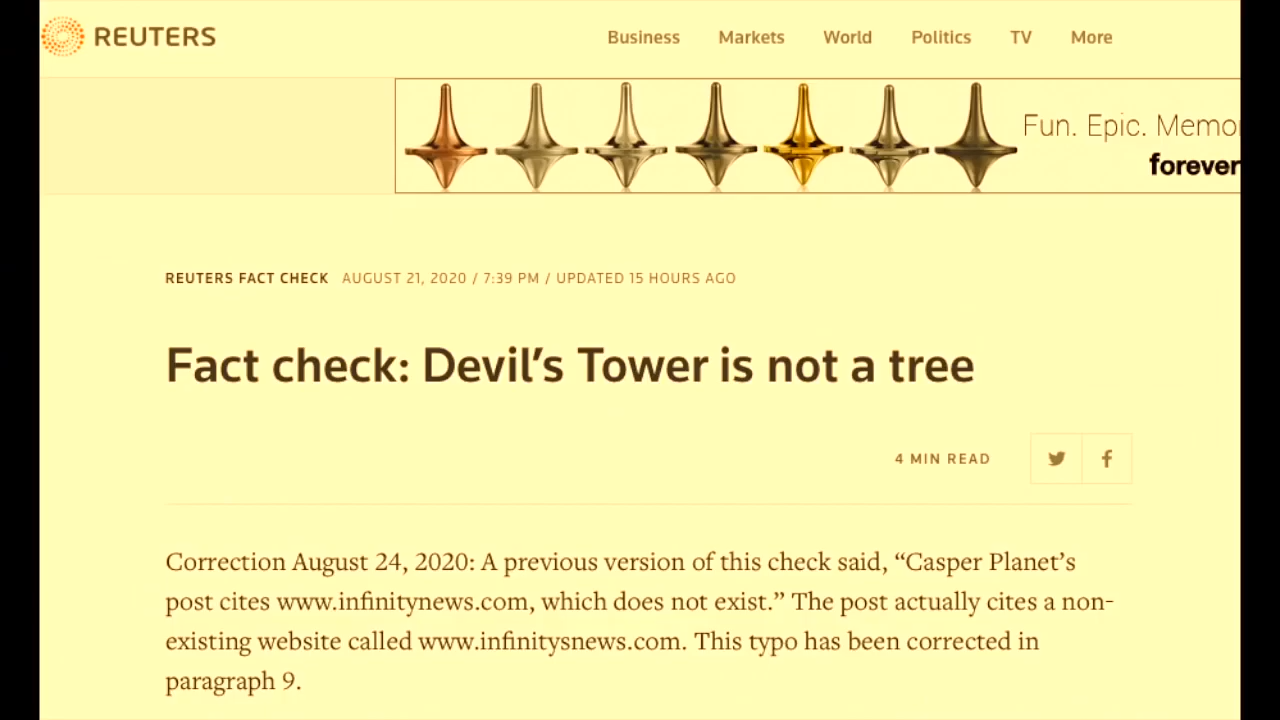 REUTERS
Business Markets World Politics TV More
Fun. Epic. Memo
forever
REUTERS FACT CHECK AUGUST 21, 2020 / 7:39 PM / UPDATED 15 HOURS AGO
Fact check: Devil’s Tower is not a tree
4 MIN READ
Correction August 24, 2020: A previous version of this check said, “Casper Planet’s
post cites www.infinitynews.com, which does not exist.” The post actually cites a non-
existing website called www.infinitysnews.com. This typo has been corrected in
paragraph 9.